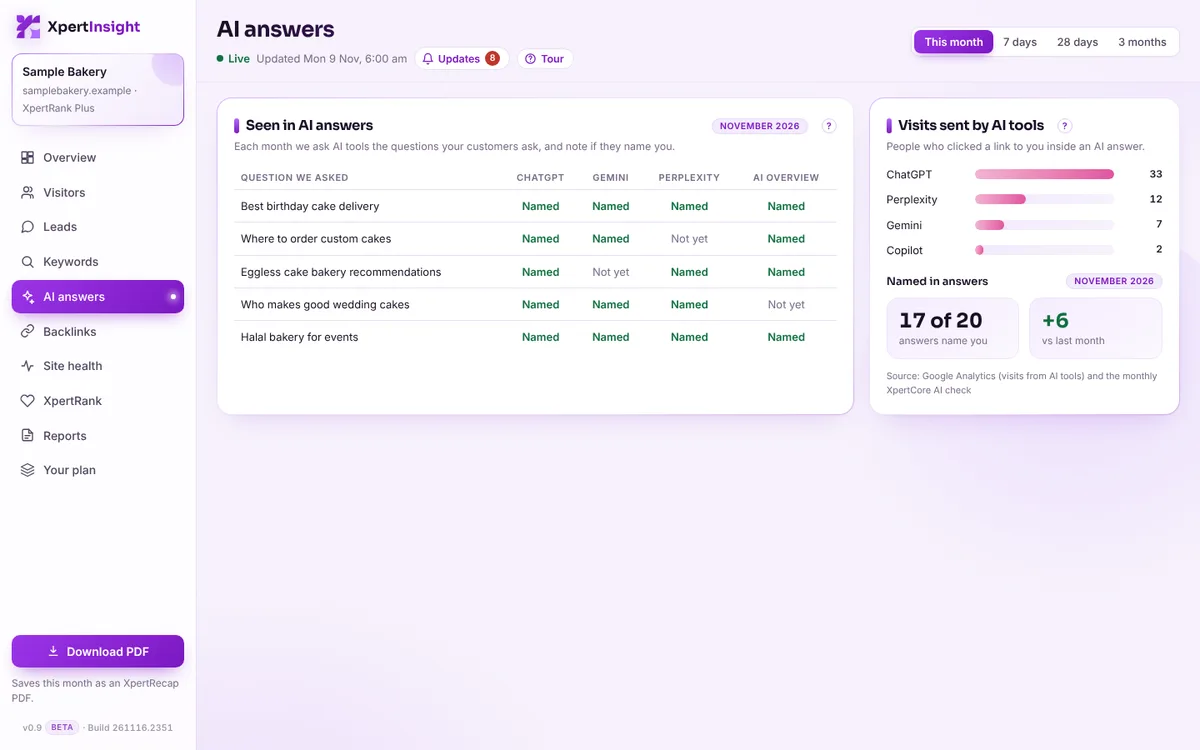 XpertInsight
Sample Bakery
samplebakery.example ·
XpertRank Plus
Overview
Visitors
Leads
Keywords
AI answers
Backlinks
Site health
XpertRank
Reports
Your plan
Download PDF
Saves this month as an XpertRecap
PDF.
v0.9 BETA · Build 261116.2351
AI answers
Live Updated Mon 9 Nov, 6:00 am Updates 8 Tour
This month 7 days 28 days 3 months
Seen in AI answers NOVEMBER 2026 ?
Each month we ask AI tools the questions your customers ask, and note if they name you.
QUESTION WE ASKED CHATGPT GEMINI PERPLEXITY AI OVERVIEW
Best birthday cake delivery Named Named Named Named
Where to order custom cakes Named Named Not yet Named
Eggless cake bakery recommendations Named Not yet Named Named
Who makes good wedding cakes Named Named Named Not yet
Halal bakery for events Named Named Named Named
Visits sent by AI tools ?
People who clicked a link to you inside an AI answer.
ChatGPT 33
Perplexity 12
Gemini 7
Copilot 2
Named in answers NOVEMBER 2026
17 of 20
answers name you
+6
vs last month
Source: Google Analytics (visits from AI tools) and the monthly
XpertCore AI check